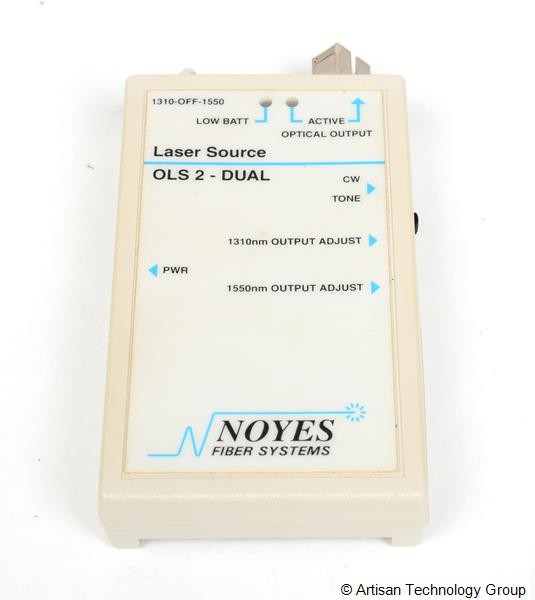 1310-OFF-1550
LOW BATT
ACTIVE
OPTICAL OUTPUT
Laser Source
OLS 2 - DUAL
CW
TONE
1310nm OUTPUT ADJUST
PWR
1550nm OUTPUT ADJUST
NOYES
FIBER SYSTEMS
© Artisan Technology Group